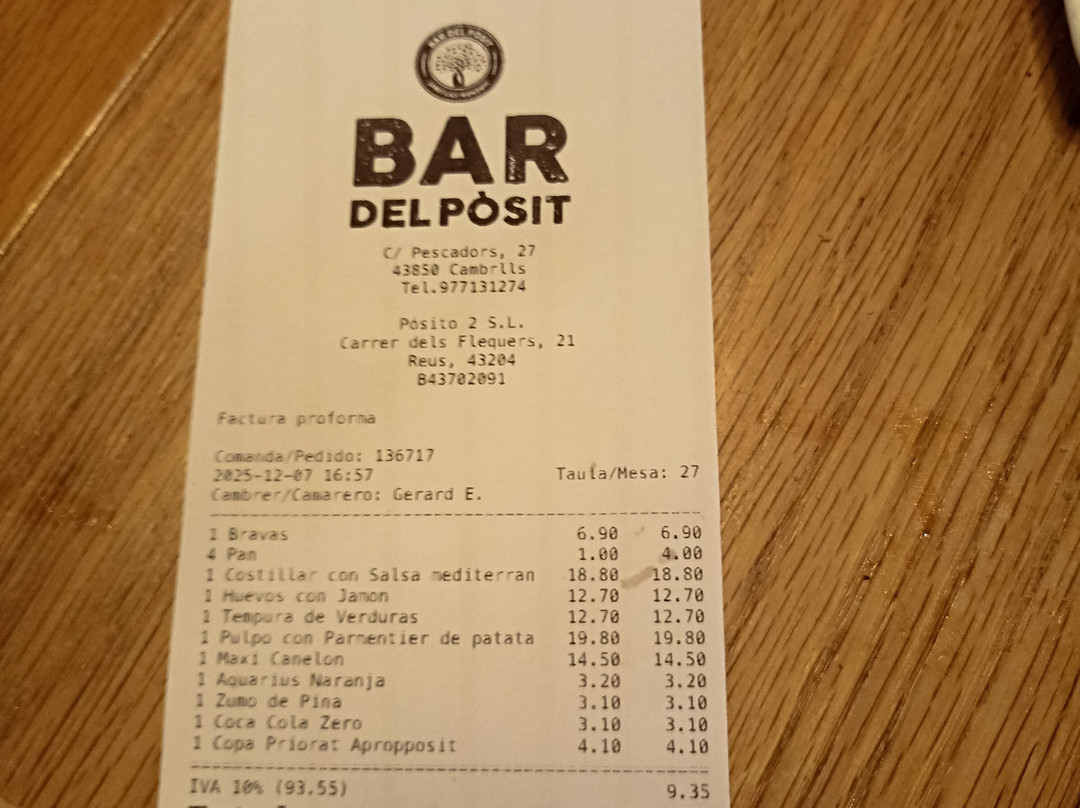 BAR DEL PÒSIT
BAR
DEL PÒSIT
C/ Pescadors, 27
43850 Cambrlls
Tel.977131274
Pòsito 2 S.L.
Carrer dels Flequers, 21
Reus, 43204
B43702091
Factura proforma
Comanda/Pedido: 136717
2025-12-07 16:57 Taula/Mesa: 27
Cambrer/Camarero: Gerard E.
1 Bravas 6.90 6.90
4 Pan 1.00 4.00
1 Costillar con Salsa mediterran 18.80 18.80
1 Huevos con Jamon 12.70 12.70
1 Tempura de Verduras 12.70 12.70
1 Pulpo con Parmentier de patata 19.80 19.80
1 Maxi Canelon 14.50 14.50
1 Aquarius Naranja 3.20 3.20
1 Zumo de Pina 3.10 3.10
1 Coca Cola Zero 3.10 3.10
1 Copa Priorat Apropposit 4.10 4.10
IVA 10% (93.55) 9.35